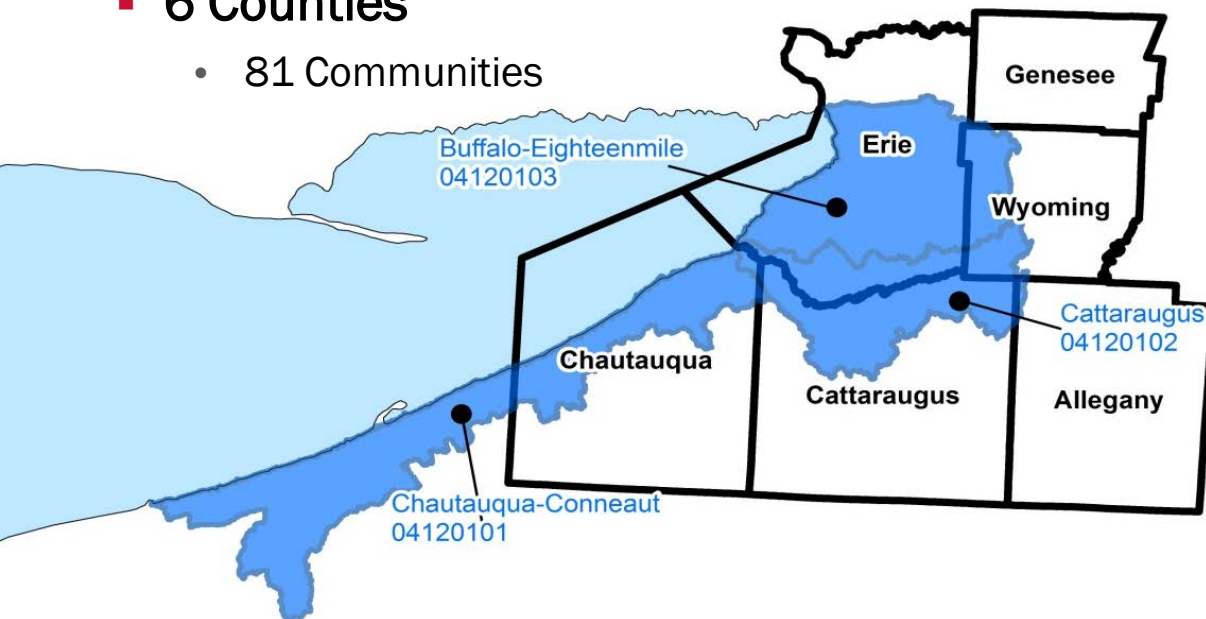 6 Counties
81 Communities
Genesee
Buffalo-Eighteenmile
04120103
Erie
Wyoming
Cattaraugus
04120102
Chautauqua
Cattaraugus
Allegany
Chautauqua-Conneaut
04120101